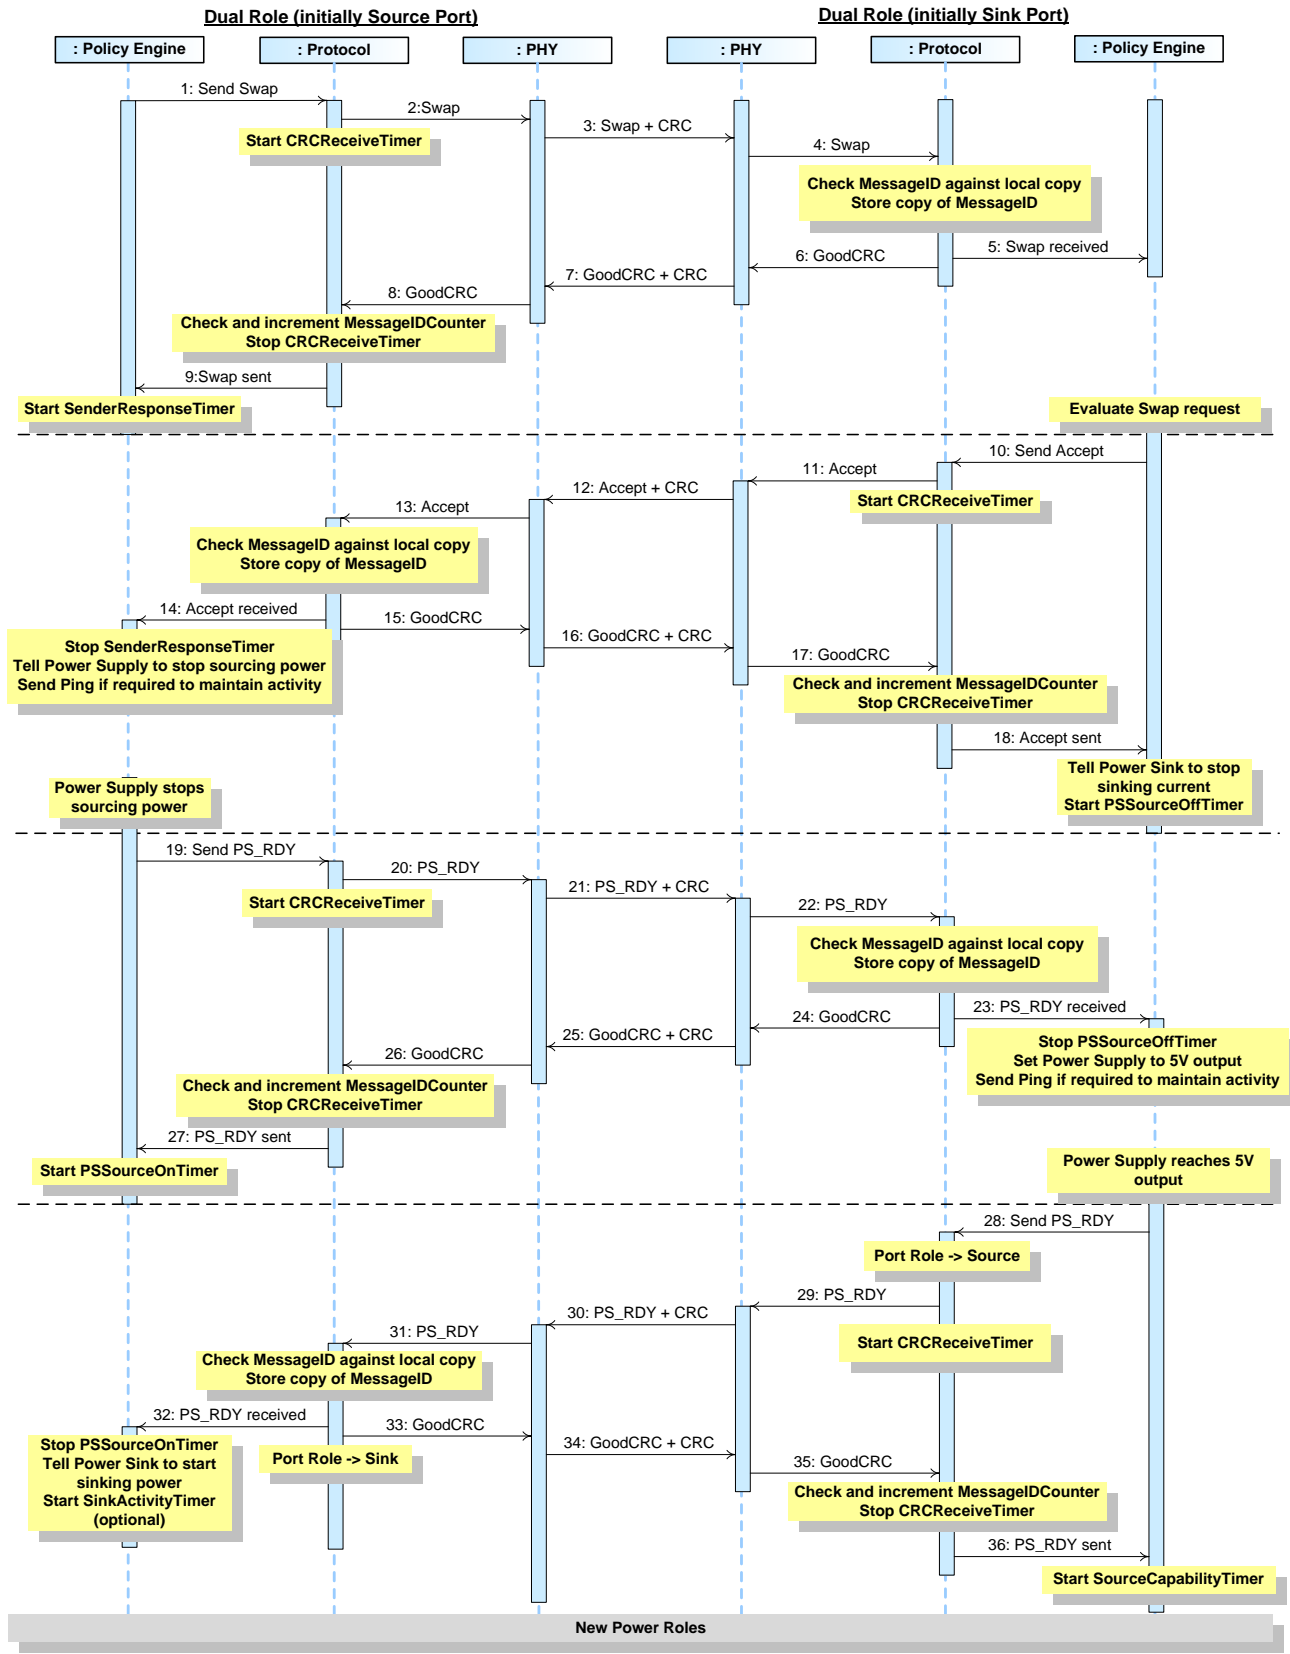 Dual Role (initially Source Port)
Dual Role (initially Sink Port)
: Policy Engine
: Protocol
: PHY
: PHY
: Protocol
: Policy Engine
1: Send Swap
2:Swap
Start CRCReceiveTimer
3: Swap + CRC
4: Swap
Check MessageID against local copy
Store copy of MessageID
5: Swap received
6: GoodCRC
7: GoodCRC + CRC
8: GoodCRC
Check and increment MessageIDCounter
Stop CRCReceiveTimer
9:Swap sent
Start SenderResponseTimer
Evaluate Swap request
10: Send Accept
11: Accept
Start CRCReceiveTimer
12: Accept + CRC
13: Accept
Check MessageID against local copy
Store copy of MessageID
14: Accept received
15: GoodCRC
Stop SenderResponseTimer
Tell Power Supply to stop sourcing power
Send Ping if required to maintain activity
16: GoodCRC + CRC
17: GoodCRC
Check and increment MessageIDCounter
Stop CRCReceiveTimer
18: Accept sent
Tell Power Sink to stop
sinking current
Start PSSourceOffTimer
Power Supply stops
sourcing power
19: Send PS_RDY
20: PS_RDY
Start CRCReceiveTimer
21: PS_RDY + CRC
22: PS_RDY
Check MessageID against local copy
Store copy of MessageID
23: PS_RDY received
24: GoodCRC
Stop PSSourceOffTimer
Set Power Supply to 5V output
Send Ping if required to maintain activity
25: GoodCRC + CRC
26: GoodCRC
Check and increment MessageIDCounter
Stop CRCReceiveTimer
27: PS_RDY sent
Start PSSourceOnTimer
Power Supply reaches 5V
output
28: Send PS_RDY
Port Role -> Source
29: PS_RDY
Start CRCReceiveTimer
30: PS_RDY + CRC
31: PS_RDY
Check MessageID against local copy
Store copy of MessageID
32: PS_RDY received
33: GoodCRC
Stop PSSourceOnTimer
Tell Power Sink to start
sinking power
Start SinkActivityTimer
(optional)
Port Role -> Sink
34: GoodCRC + CRC
35: GoodCRC
Check and increment MessageIDCounter
Stop CRCReceiveTimer
36: PS_RDY sent
Start SourceCapabilityTimer
New Power Roles